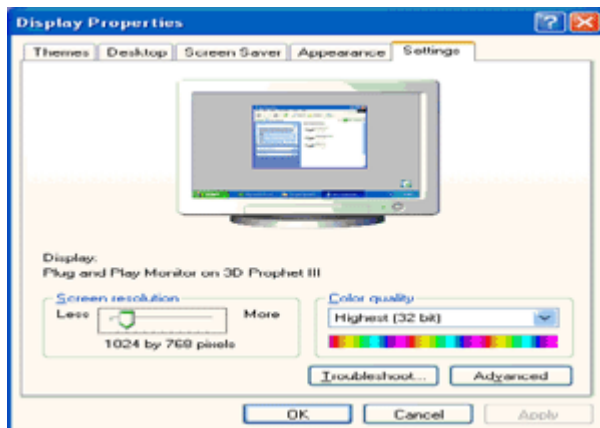 Display Properties
Themes Desktop Screen Saver Appearance Settings
Display:
Plug and Play Monitor on 3D Prophet III
Screen resolution
Less More
1024 by 768 pixels
Color quality
Highest (32 bit)
Troubleshoot... Advanced
OK Cancel Apply